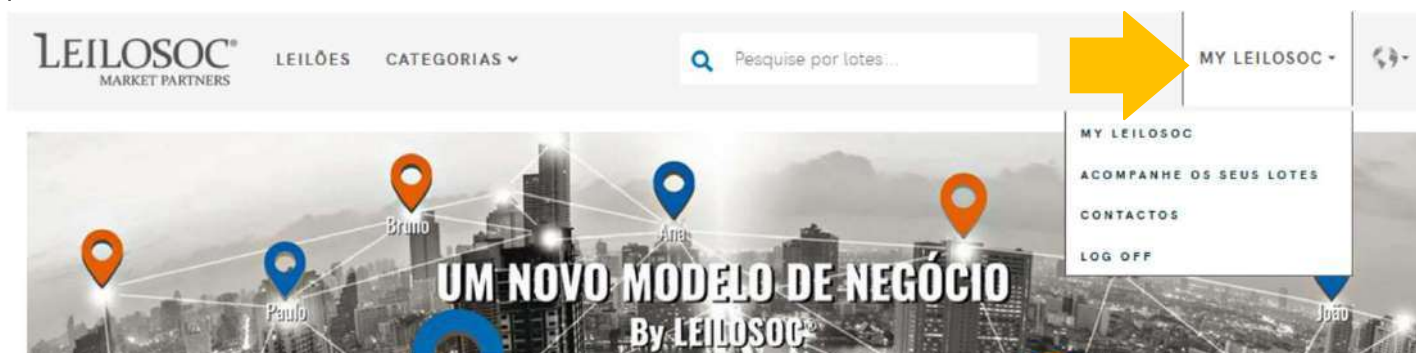 LEILOSOC®
MARKET PARTNERS
LEILÕES
CATEGORIAS
Pesquise por lotes...
MY LEILOSOC
MY LEILOSOC
ACOMPANHE OS SEUS LOTES
CONTACTOS
LOG OFF
Bruno
Ana
Paulo
João
UM NOVO MODELO DE NEGÓCIO
By LEILOSOC®